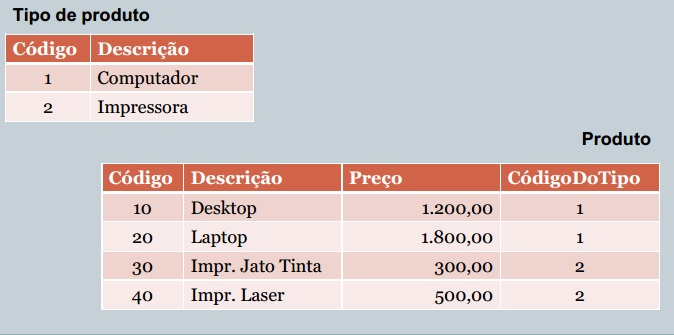 Tipo de produto
Código Descrição
1 Computador
2 Impressora
Produto
Código Descrição Preço CódigoDoTipo
10 Desktop 1.200,00 1
20 Laptop 1.800,00 1
30 Impr. Jato Tinta 300,00 2
40 Impr. Laser 500,00 2